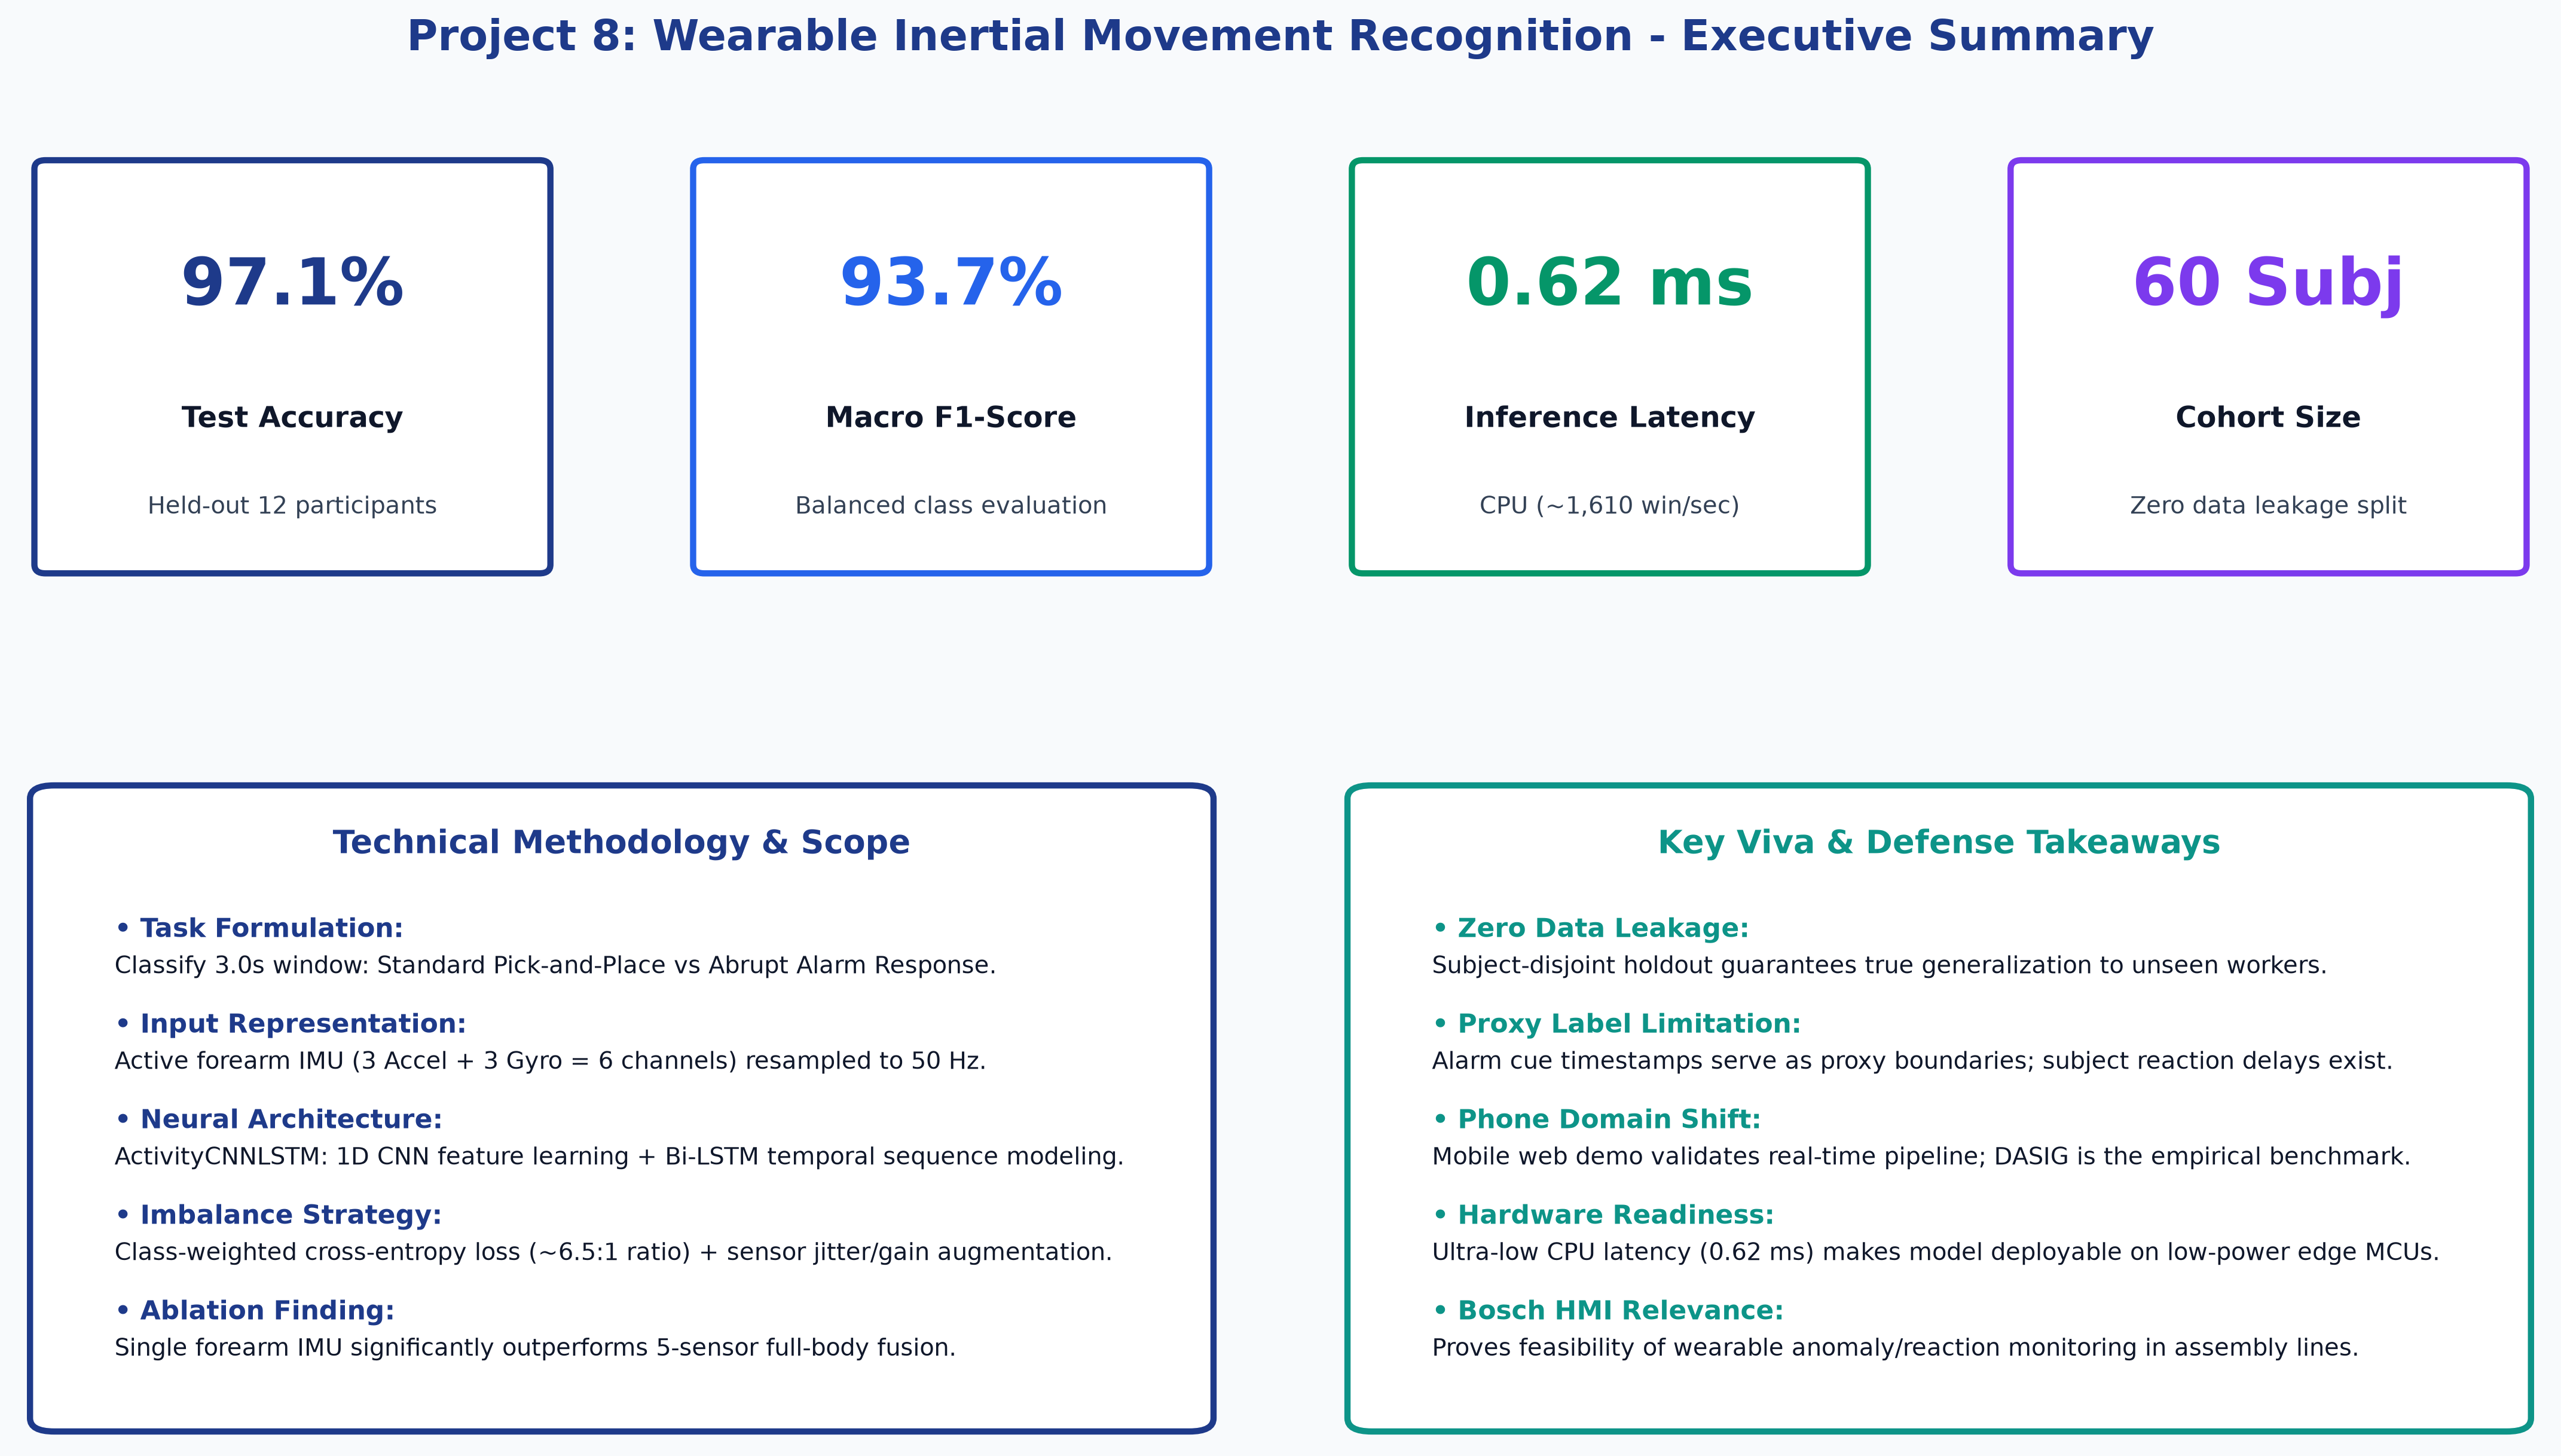 Project 8: Wearable Inertial Movement Recognition - Executive Summary
97.1%
Test Accuracy
Held-out 12 participants
93.7%
Macro F1-Score
Balanced class evaluation
0.62 ms
Inference Latency
CPU (~1,610 win/sec)
60 Subj
Cohort Size
Zero data leakage split
Technical Methodology & Scope
• Task Formulation:
Classify 3.0s window: Standard Pick-and-Place vs Abrupt Alarm Response.
• Input Representation:
Active forearm IMU (3 Accel + 3 Gyro = 6 channels) resampled to 50 Hz.
• Neural Architecture:
ActivityCNNLSTM: 1D CNN feature learning + Bi-LSTM temporal sequence modeling.
• Imbalance Strategy:
Class-weighted cross-entropy loss (~6.5:1 ratio) + sensor jitter/gain augmentation.
• Ablation Finding:
Single forearm IMU significantly outperforms 5-sensor full-body fusion.
Key Viva & Defense Takeaways
• Zero Data Leakage:
Subject-disjoint holdout guarantees true generalization to unseen workers.
• Proxy Label Limitation:
Alarm cue timestamps serve as proxy boundaries; subject reaction delays exist.
• Phone Domain Shift:
Mobile web demo validates real-time pipeline; DASIG is the empirical benchmark.
• Hardware Readiness:
Ultra-low CPU latency (0.62 ms) makes model deployable on low-power edge MCUs.
• Bosch HMI Relevance:
Proves feasibility of wearable anomaly/reaction monitoring in assembly lines.